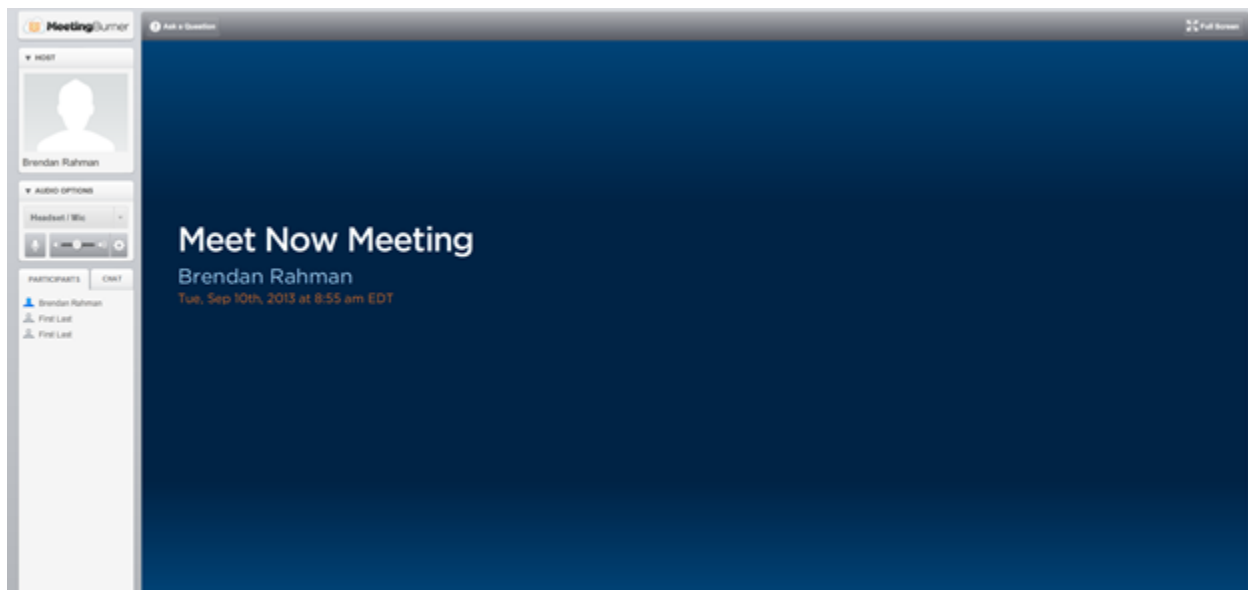 MeetingBurner
Ask a Question
Full Screen
HOST
Brendan Rahman
AUDIO OPTIONS
Headset / Mic
PARTICIPANTS CHAT
Brendan Rahman
First Last
First Last
Meet Now Meeting
Brendan Rahman
Tue, Sep 10th, 2013 at 8:55 am EDT